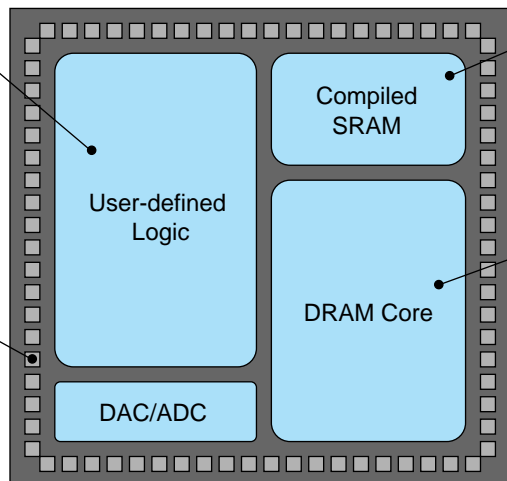 User-defined
Logic
Compiled
SRAM
DRAM Core
DAC/ADC